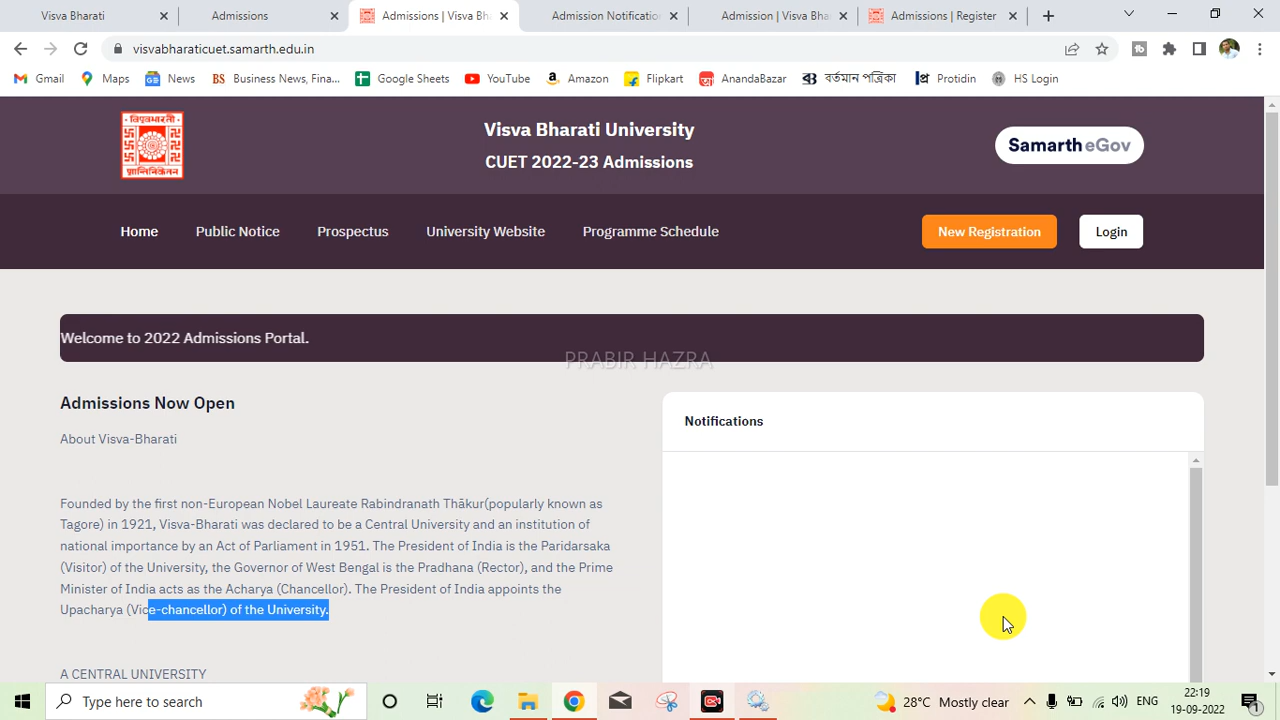 Visva Bharati
Admissions
Admissions | Visva Bh
Admission Notification
Admission | Visva Bha
Admissions | Register
visvabharaticuet.samarth.edu.in
Gmail
Maps
News
Business News, Fina...
Google Sheets
YouTube
Amazon
Flipkart
AnandaBazar
বর্তমান পত্রিকা
Protidin
HS Login
Visva Bharati University
CUET 2022-23 Admissions
Samarth eGov
Home
Public Notice
Prospectus
University Website
Programme Schedule
New Registration
Login
Welcome to 2022 Admissions Portal.
PRABIR HAZRA
Admissions Now Open
About Visva-Bharati
Founded by the first non-European Nobel Laureate Rabindranath Thākur(popularly known as
Tagore) in 1921, Visva-Bharati was declared to be a Central University and an institution of
national importance by an Act of Parliament in 1951. The President of India is the Paridarsaka
(Visitor) of the University, the Governor of West Bengal is the Pradhana (Rector), and the Prime
Minister of India acts as the Acharya (Chancellor). The President of India appoints the
Upacharya (Vice-chancellor) of the University.
A CENTRAL UNIVERSITY
Notifications
Type here to search
28°C Mostly clear
ENG
22:19
19-09-2022